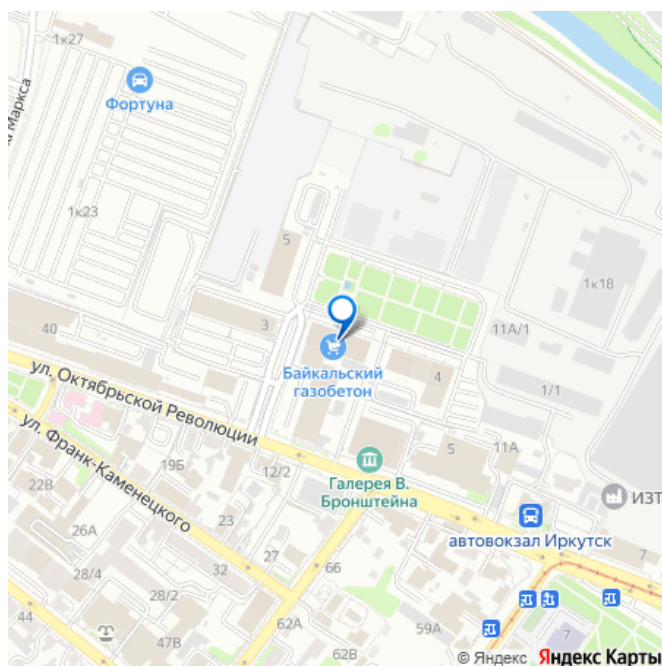 1к27
Фортуна
ка Маркса
1к23
5
1к18
40
3
11А/1
Байкальский
газобетон
4
1/1
ул. Октябрьской Революции
ул. Франк-Каменецкого
19Б
12/2
5
11А
22В
Галерея В.
Бронштейна
ИЗТ
26А
23
автовокзал Иркутск
7
27
28/4
32
66
28/2
44
47В
62А
62В
59А
7
© Яндекс Яндекс Карты